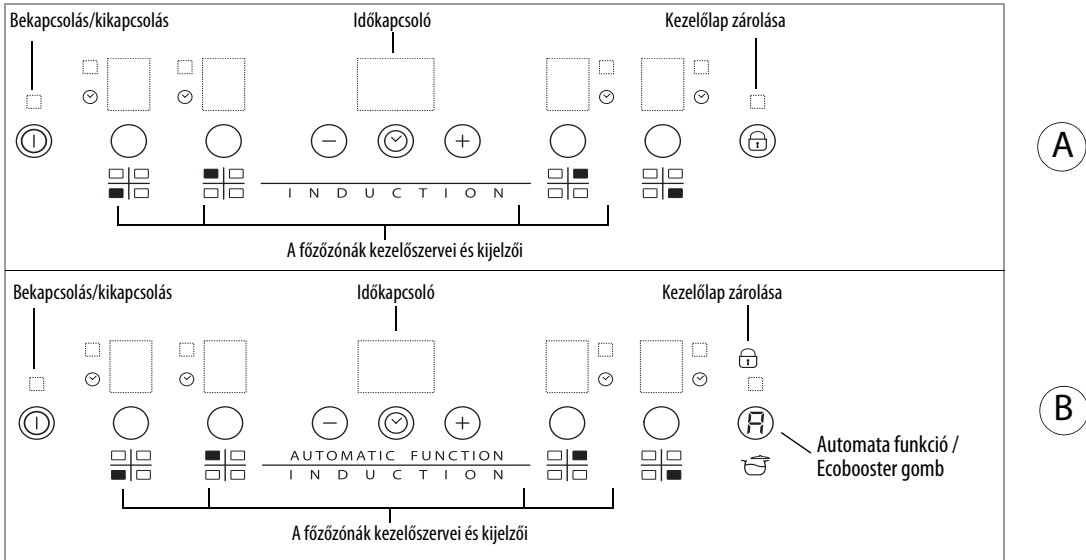 Bekapcsolás/kikapcsolás Időkapcsoló Kezelőlap zárolása
A
INDUCTION
A főzőzónák kezelőszervei és kijelzői
Bekapcsolás/kikapcsolás Időkapcsoló Kezelőlap zárolása
B
A
AUTOMATIC FUNCTION
INDUCTION
Automata funkció /
Ecobooster gomb
A főzőzónák kezelőszervei és kijelzői